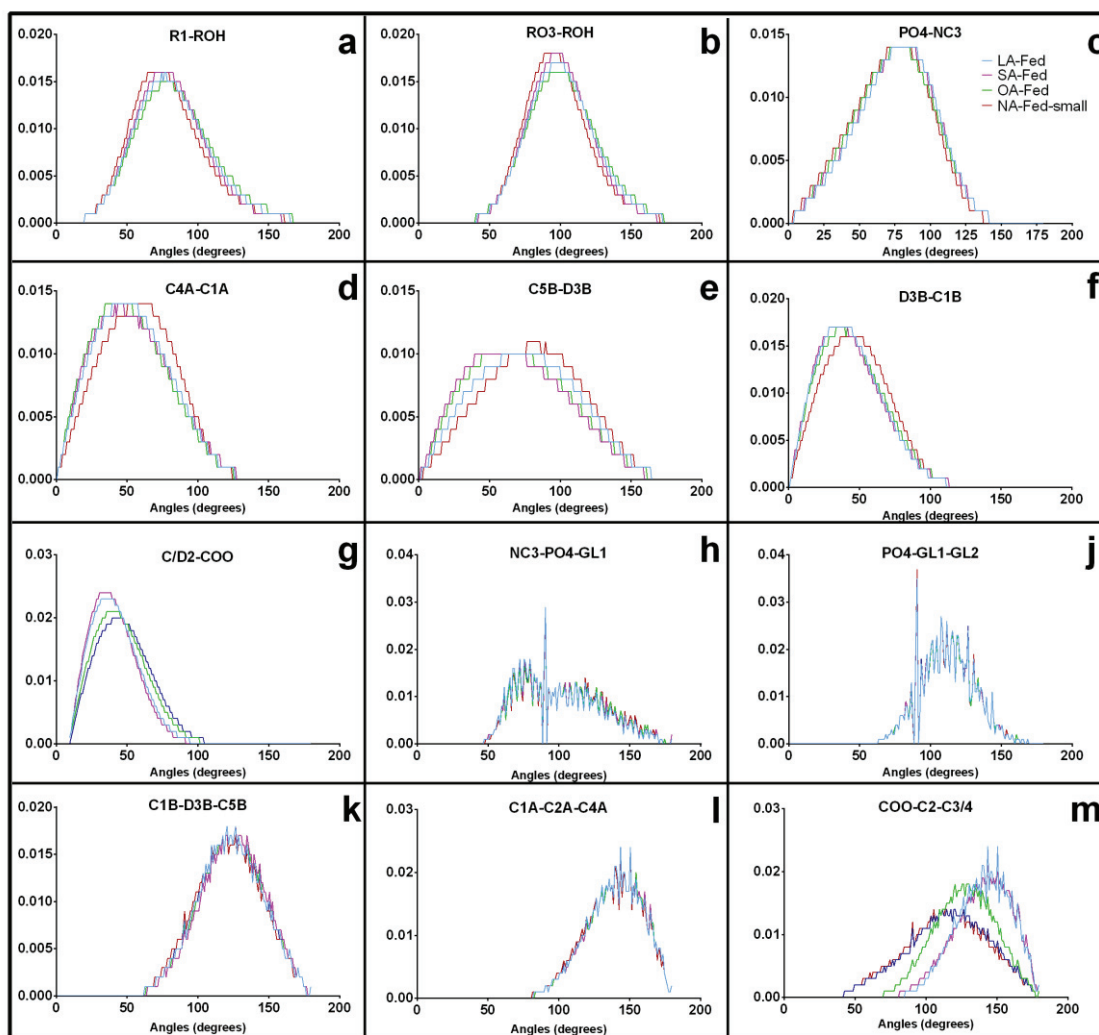 R1-ROH
a
0.020
0.015
0.010
0.005
0.000
0 50 100 150 200
Angles (degrees)
RO3-ROH
b
0.020
0.015
0.010
0.005
0.000
0 50 100 150 200
Angles (degrees)
PO4-NC3
c
LA-Fed
SA-Fed
OA-Fed
NA-Fed-small
0.015
0.010
0.005
0.000
0 25 50 75 100 125 150 175 200
Angles (degrees)
C4A-C1A
d
0.015
0.010
0.005
0.000
0 50 100 150 200
Angles (degrees)
C5B-D3B
e
0.015
0.010
0.005
0.000
0 50 100 150 200
Angles (degrees)
D3B-C1B
f
0.020
0.015
0.010
0.005
0.000
0 50 100 150 200
Angles (degrees)
C/D2-COO
g
0.03
0.02
0.01
0.00
0 50 100 150 200
Angles (degrees)
NC3-PO4-GL1
h
0.04
0.03
0.02
0.01
0.00
0 50 100 150 200
Angles (degrees)
PO4-GL1-GL2
j
0.04
0.03
0.02
0.01
0.00
0 50 100 150 200
Angles (degrees)
C1B-D3B-C5B
k
0.020
0.015
0.010
0.005
0.000
0 50 100 150 200
Angles (degrees)
C1A-C2A-C4A
l
0.03
0.02
0.01
0.00
0 50 100 150 200
Angles (degrees)
COO-C2-C3/4
m
0.03
0.02
0.01
0.00
0 50 100 150 200
Angles (degrees)